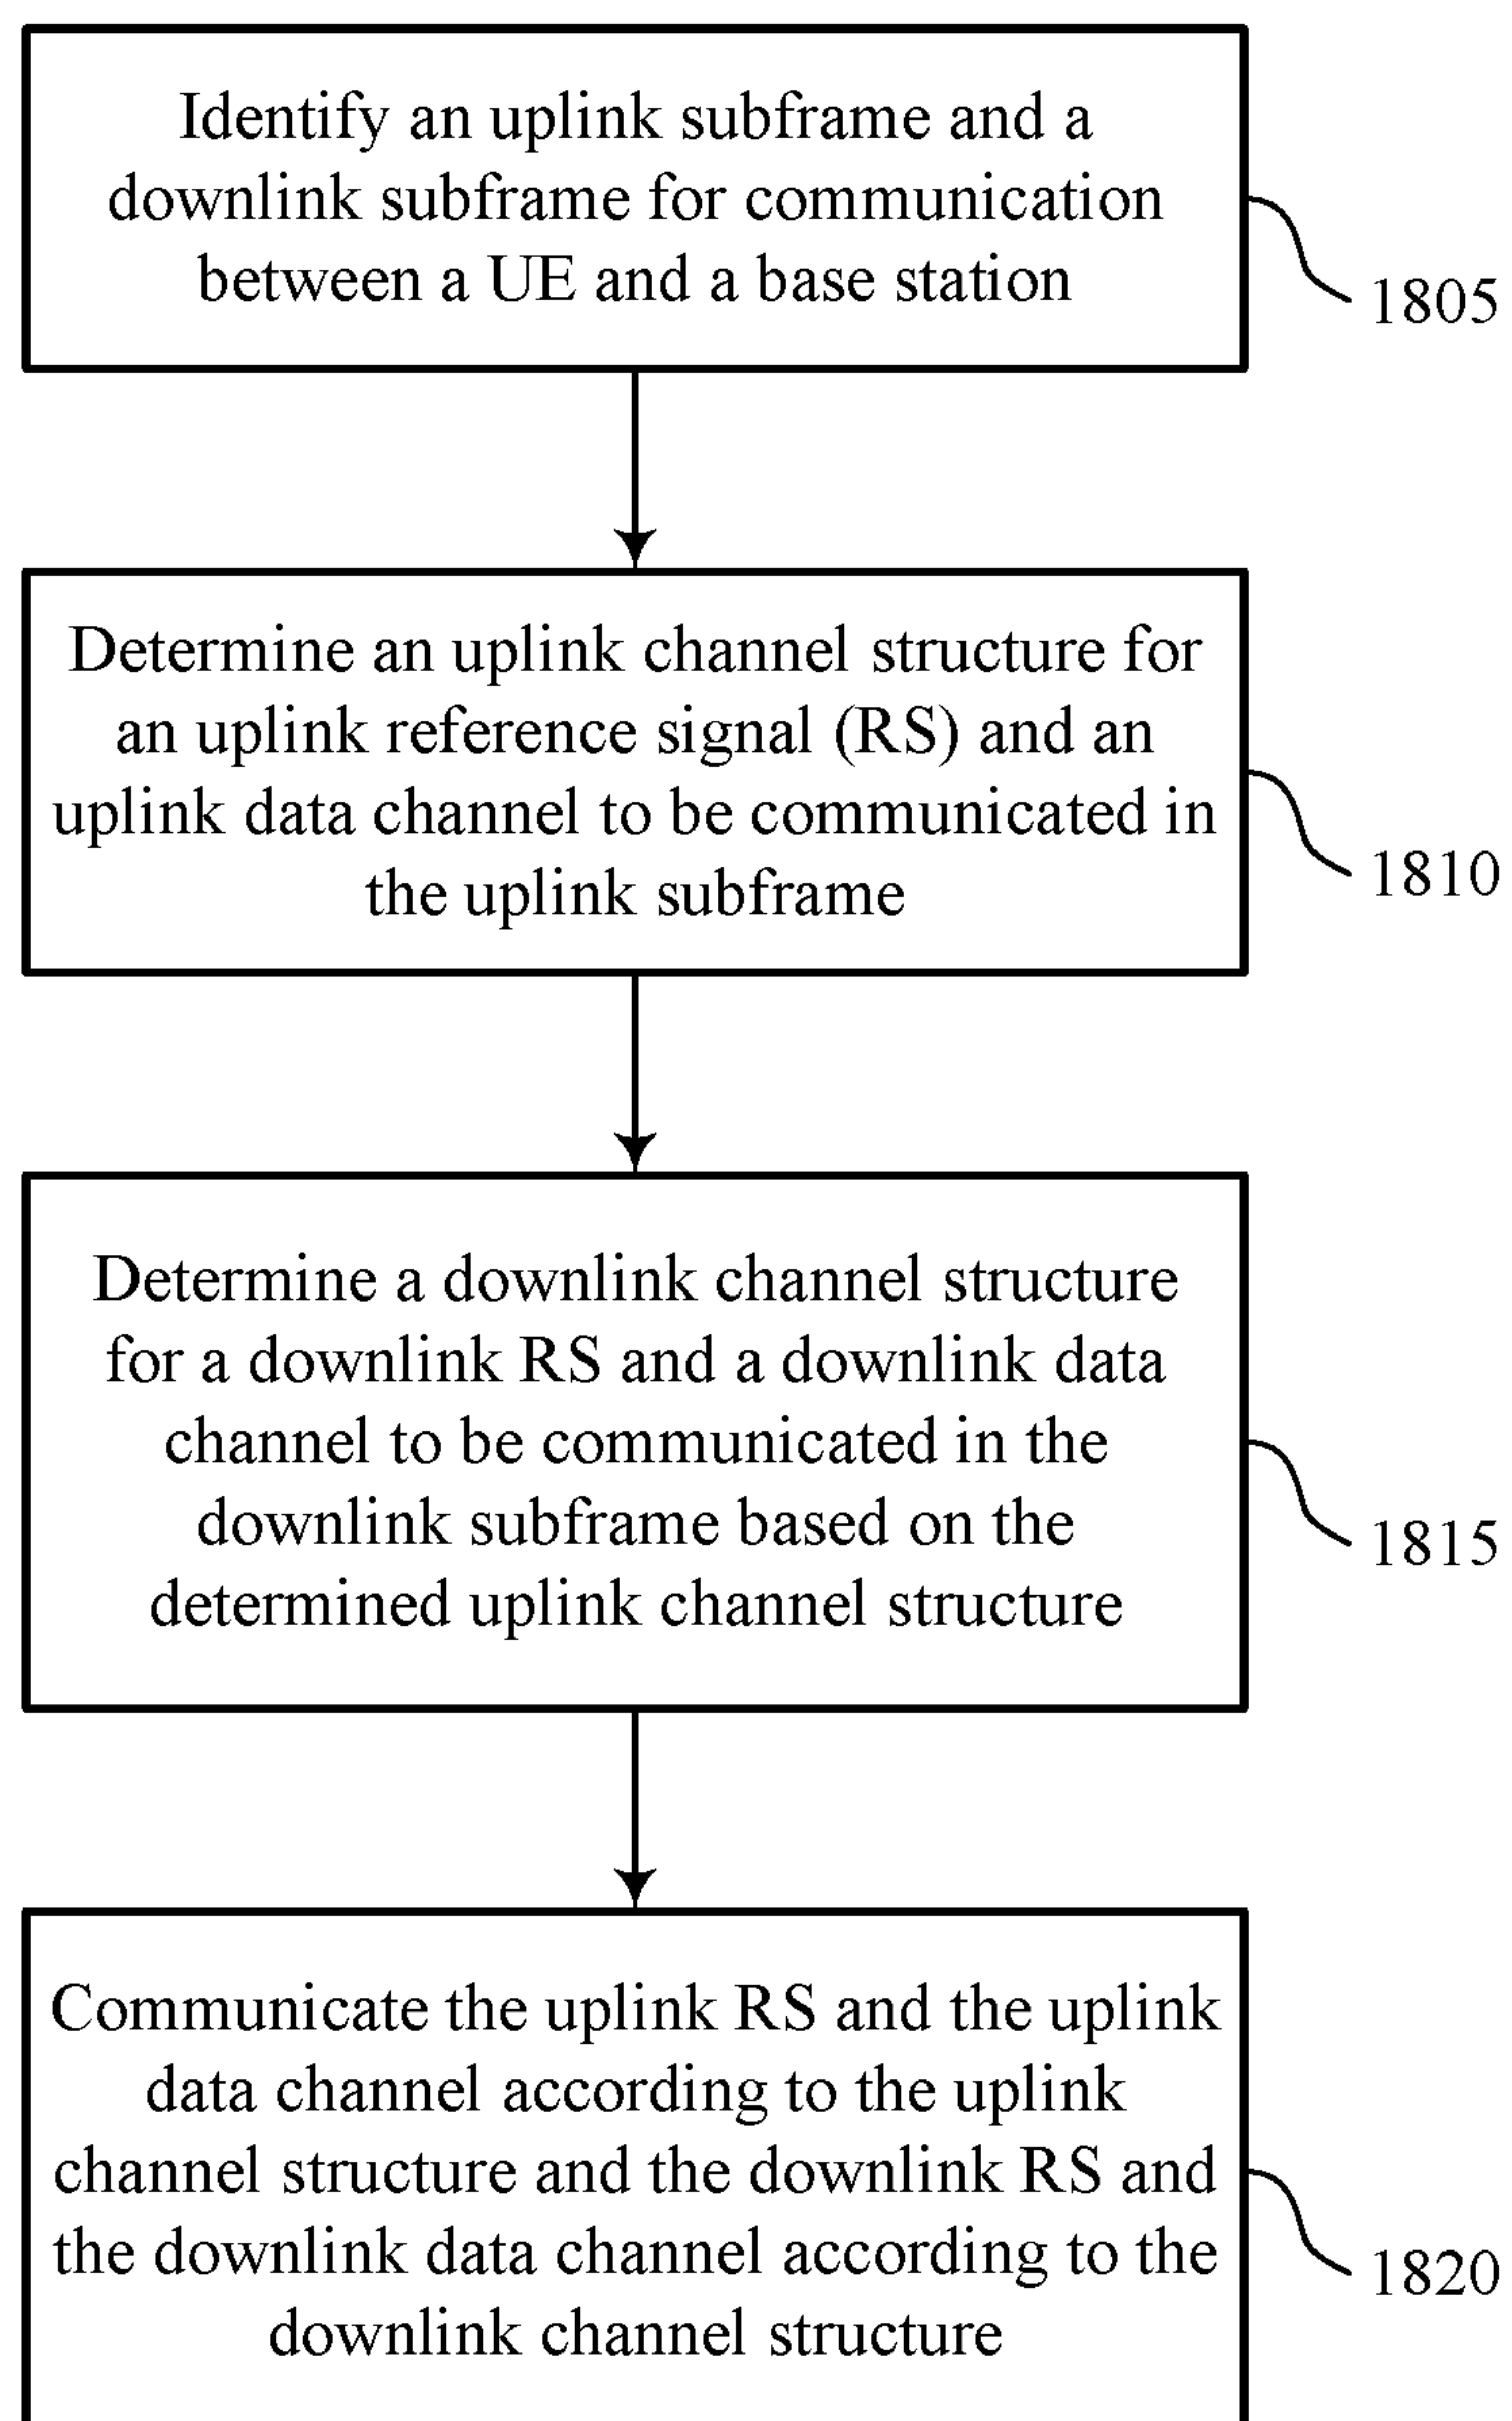 Identify an uplink subframe and a
downlink subframe for communication
between a UE and a base station
1805
Determine an uplink channel structure for
an uplink reference signal (RS) and an
uplink data channel to be communicated in
the uplink subframe
1810
Determine a downlink channel structure
for a downlink RS and a downlink data
channel to be communicated in the
downlink subframe based on the
determined uplink channel structure
1815
Communicate the uplink RS and the uplink
data channel according to the uplink
channel structure and the downlink RS and
the downlink data channel according to the
downlink channel structure
1820